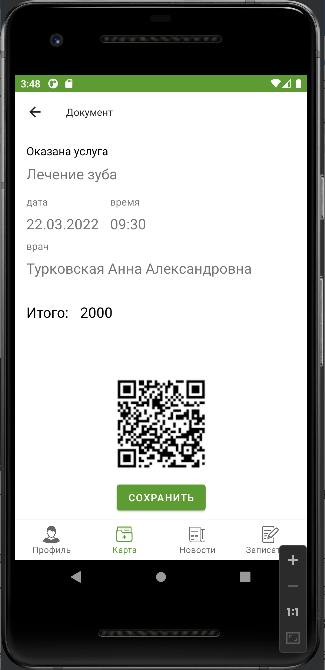 3:48
Документ
Оказана услуга
Лечение зуба
дата время
22.03.2022 09:30
врач
Турковская Анна Александровна
Итого: 2000
СОХРАНИТЬ
Профиль Карта Новости Записат
1:1